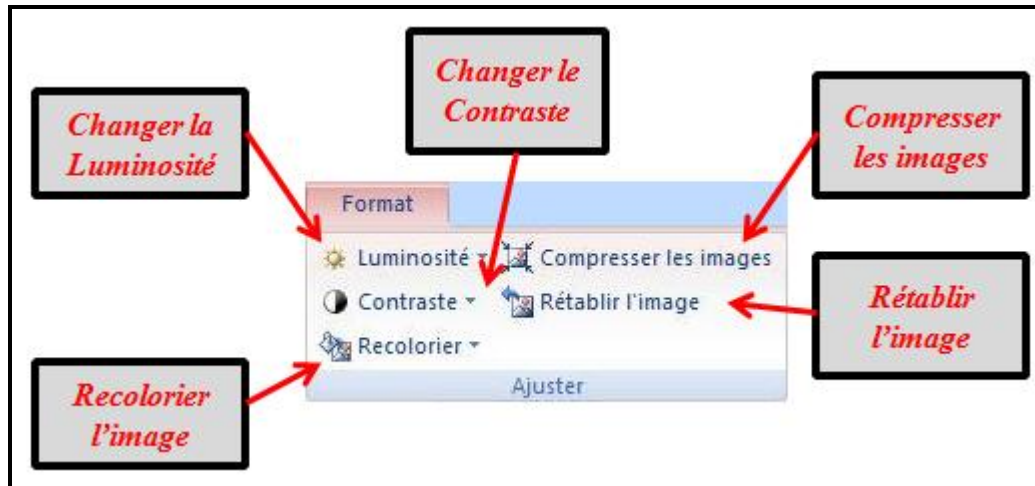 Changer le
Contraste
Changer la
Luminosité
Compresser
les images
Format
Luminosité
Compresser les images
Contraste
Rétablir l'image
Recolorier
Ajuster
Rétablir
l'image
Recolorier
l'image